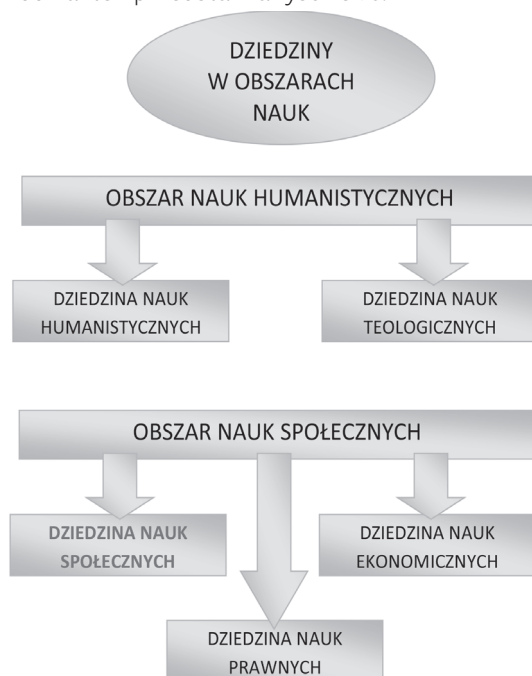 DZIEDZINY
W OBSZARACH
NAUK
OBSZAR NAUK HUMANISTYCZNYCH
DZIEDZINA NAUK
HUMANISTYCZNYCH
DZIEDZINA NAUK
TEOLOGICZNYCH
OBSZAR NAUK SPOŁECZNYCH
DZIEDZINA NAUK
SPOŁECZNYCH
DZIEDZINA NAUK
EKONOMICZNYCH
DZIEDZINA NAUK
PRAWNYCH